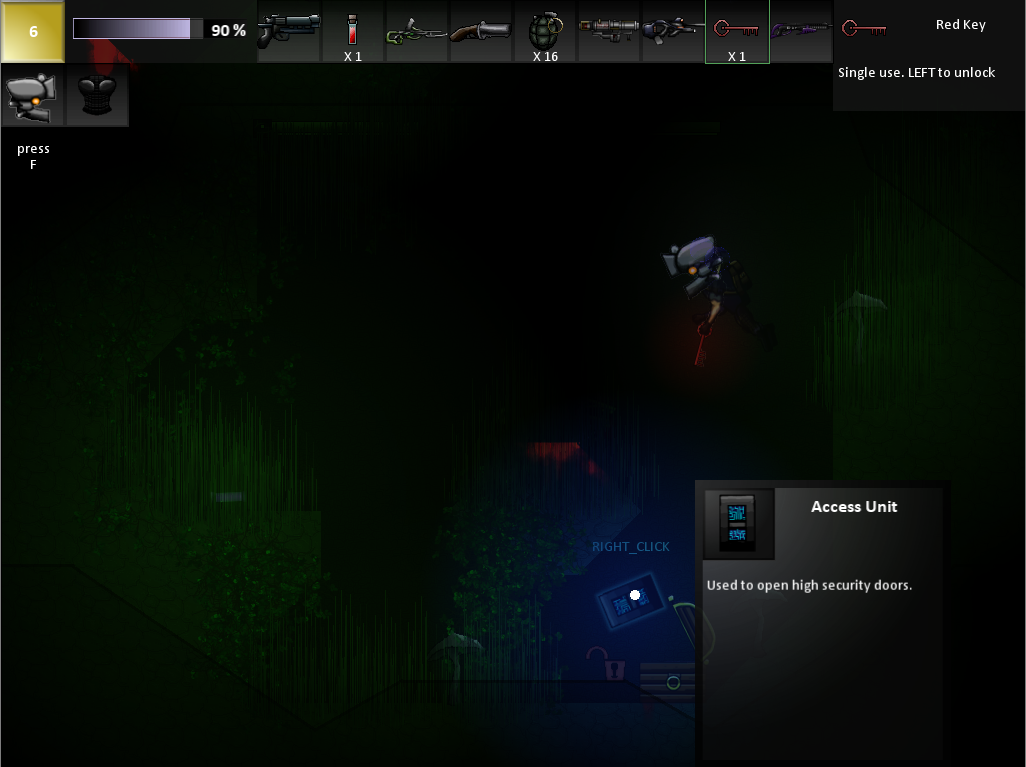 6
90 %
X 1
X 16
X 1
Red Key
Single use. LEFT to unlock
press
F
RIGHT_CLICK
Access Unit
Used to open high security doors.